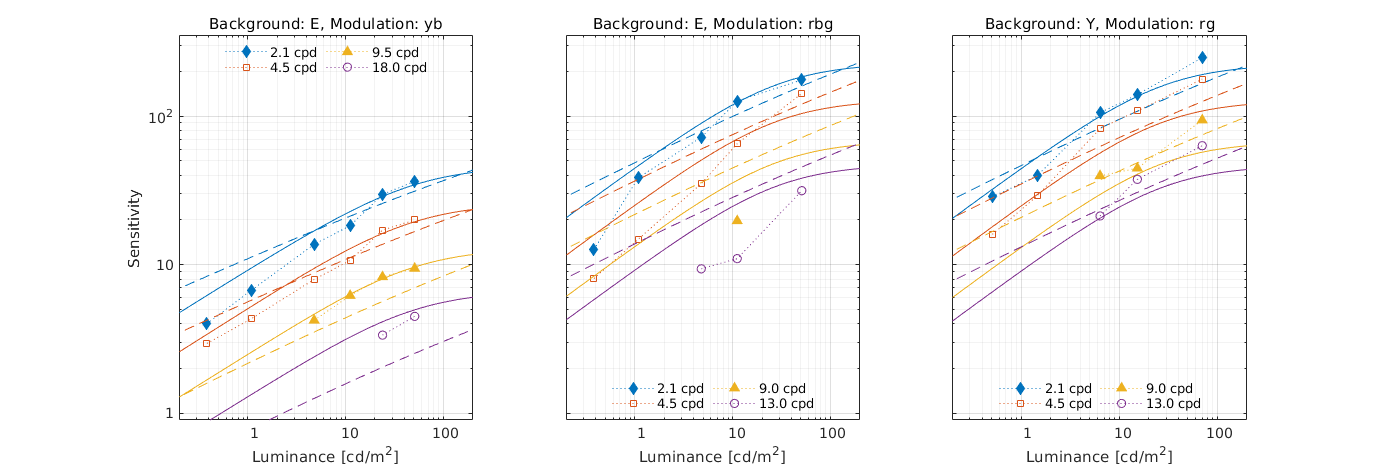 Background: E, Modulation: yb
Background: E, Modulation: rbg
Background: Y, Modulation: rg
2.1 cpd 9.5 cpd
4.5 cpd 18.0 cpd
10²
10
1
Sensitivity
2.1 cpd 9.0 cpd
4.5 cpd 13.0 cpd
2.1 cpd 9.0 cpd
4.5 cpd 13.0 cpd
1 10 100
1 10 100
1 10 100
Luminance [cd/m²]
Luminance [cd/m²]
Luminance [cd/m²]